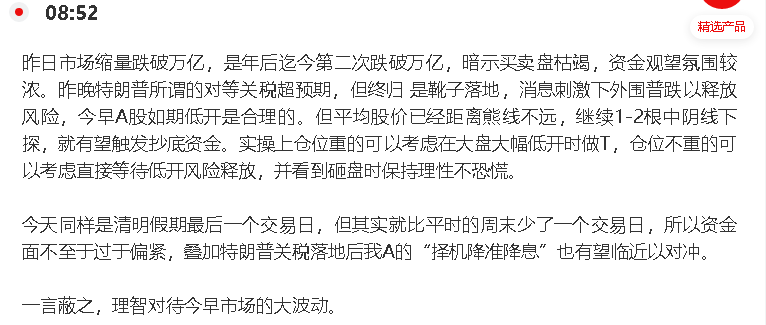 08:52
精选产品
昨日市场缩量跌破万亿，是年后迄今第二次跌破万亿，暗示买卖盘枯竭，资金观望氛围较
浓。昨晚特朗普所谓的对等关税超预期，但终归 是靴子落地，消息刺激下外围普跌以释放
风险，今早A股如期低开是合理的。但平均股价已经距离熊线不远，继续1-2根中阴线下
探，就有望触发抄底资金。实操上仓位重的可以考虑在大盘大幅低开时做T，仓位不重的可
以考虑直接等待低开风险释放，并看到砸盘时保持理性不恐慌。
今天同样是清明假期最后一个交易日，但其实就比平时的周末少了一个交易日，所以资金
面不至于过于偏紧，叠加特朗普关税落地后我A的“择机降准降息”也有望临近以对冲。
一言蔽之，理智对待今早市场的大波动。